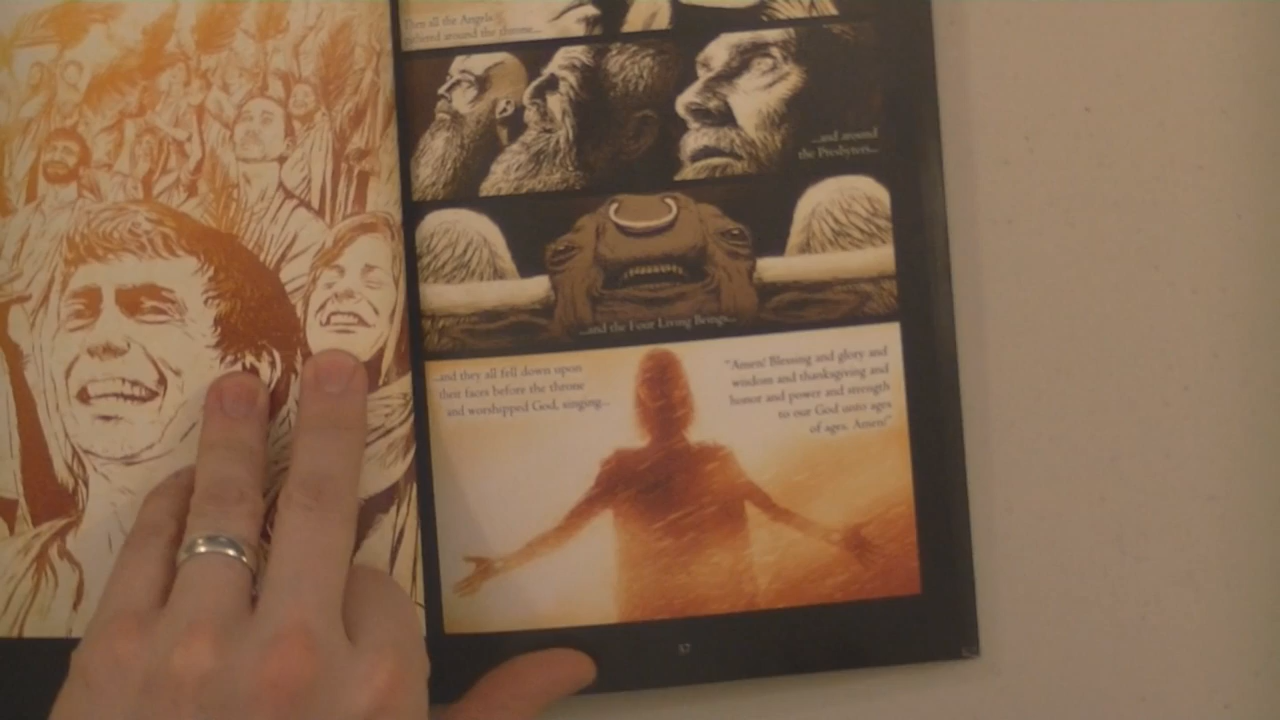 Then all the Angels
gathered around the throne...
...and around
the Presbyters...
...and the Four Living Beings...
...and they all fell down upon
their faces before the throne
and worshipped God, singing...
"Amen! Blessing and glory and
wisdom and thanksgiving and
honor and power and strength
to our God unto ages
of ages, Amen!"
57